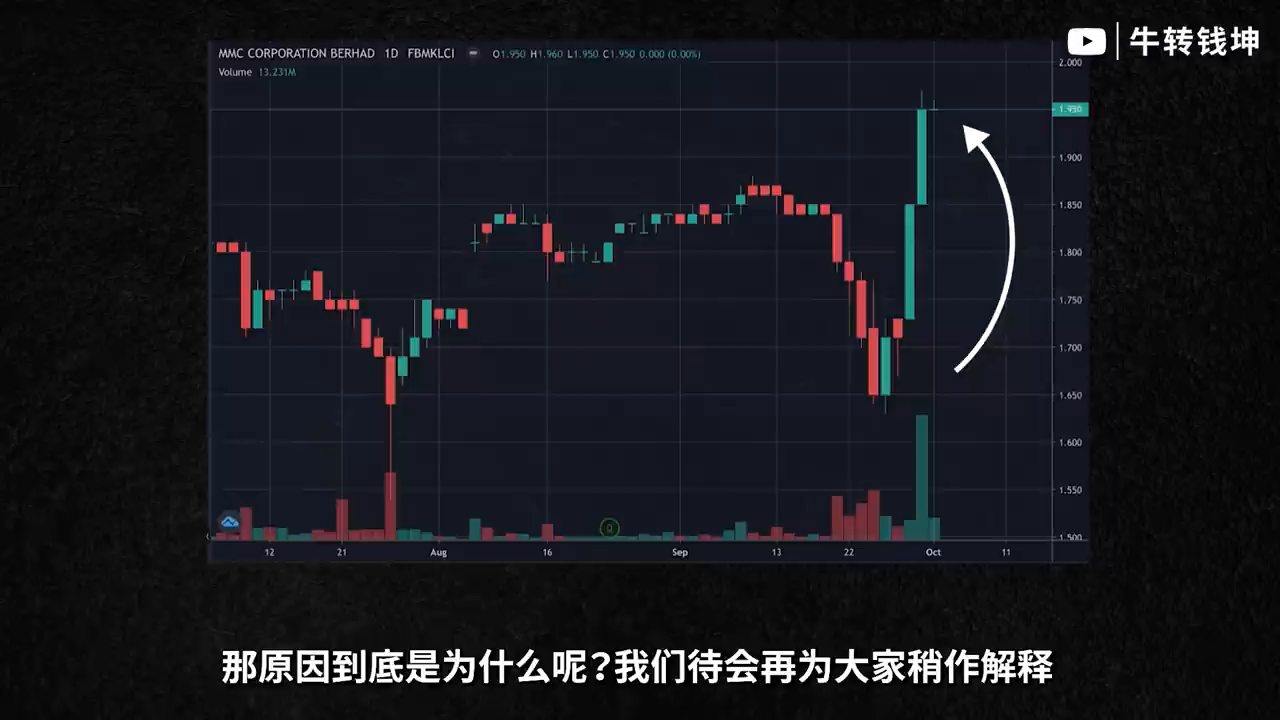 牛转钱坤
MMC CORPORATION BERHAD 1D FBMKLCI O1.950 H1.960 L1.950 C1.950 0.000 (0.00%)
Volume 13.231M
2.000
1.950
1.900
1.850
1.800
1.750
1.700
1.650
1.600
1.550
1.500
12 21 Aug 16 Sep 13 22 Oct 11
那原因到底是为什么呢?我们待会再为大家稍作解释